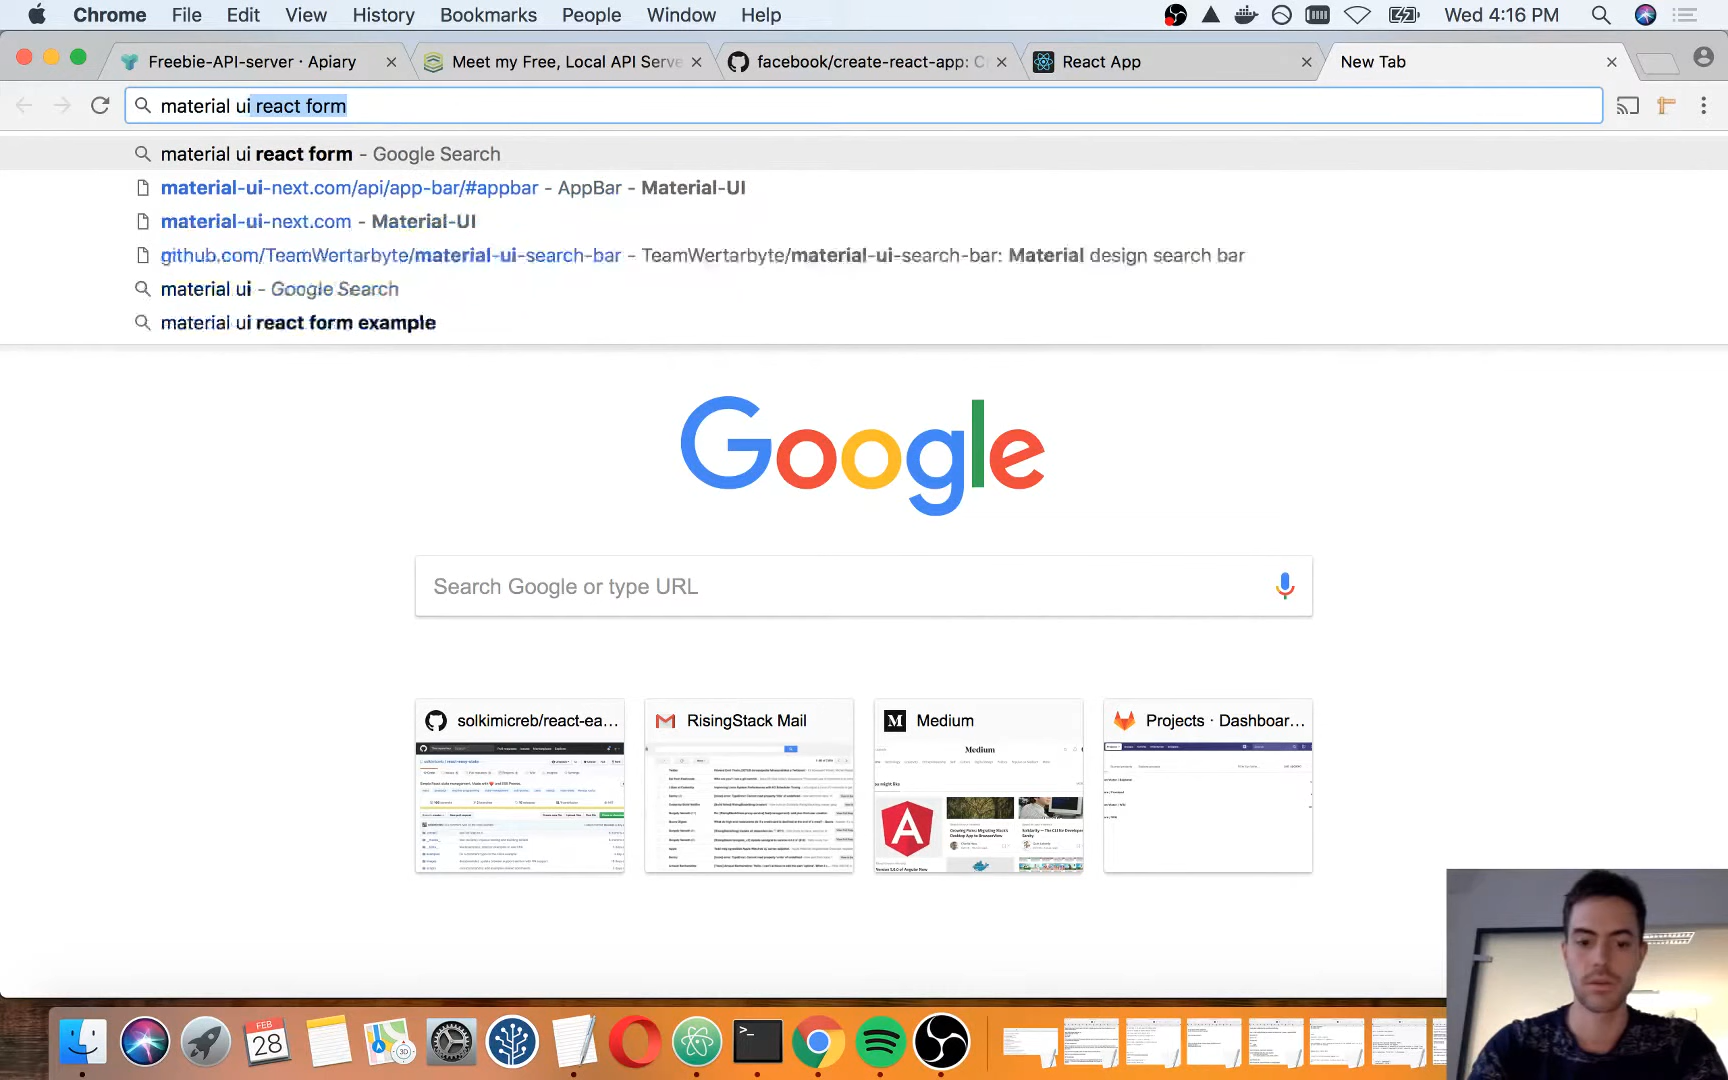 Chrome File Edit View History Bookmarks People Window Help Wed 4:16 PM
Freebie-API-server · Apiary Meet my Free, Local API Serve facebook/create-react-app: C React App New Tab
material ui react form
material ui react form - Google Search
material-ui-next.com/api/app-bar/#appbar - AppBar - Material-UI
material-ui-next.com - Material-UI
github.com/TeamWertarbyte/material-ui-search-bar - TeamWertarbyte/material-ui-search-bar: Material design search bar
material ui - Google Search
material ui react form example
Google
Search Google or type URL
solkimicreb/react-ea... RisingStack Mail M Medium Projects · Dashboar...
Medium
FEB
28
3D
>_